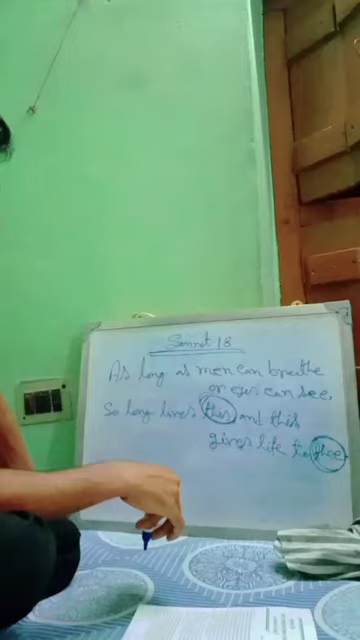 Sonnet 18
As long as men can breathe
or eyes can see,
So long lives this and this
gives life to thee